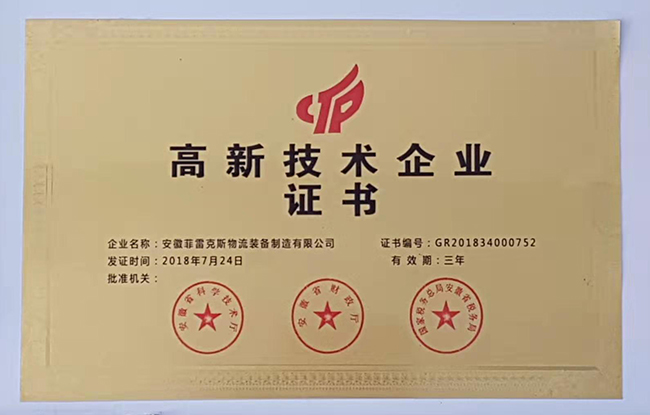 高新技术企业
证书
企业名称：安徽菲雷克斯物流装备制造有限公司
证书编号：GR201834000752
发证时间：2018年7月24日
有效期：三年
批准机关：
安徽省科学技术厅
安徽省财政厅
国家税务总局安徽省税务局